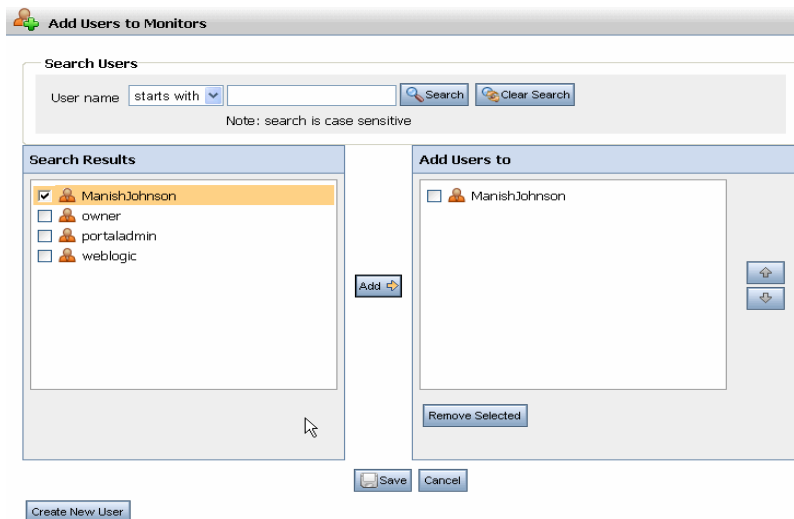 Add Users to Monitors
Search Users
User name starts with Search Clear Search
Note: search is case sensitive
Search Results
ManishJohnson
owner
portaladmin
weblogic
Add
Add Users to
ManishJohnson
Remove Selected
Save Cancel
Create New User